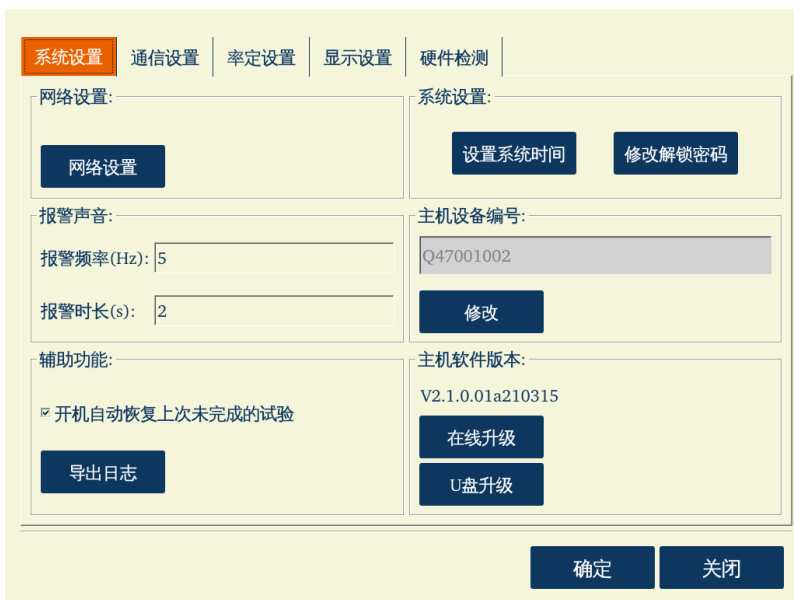 系统设置 通信设置 率定设置 显示设置 硬件检测
网络设置:
网络设置
系统设置:
设置系统时间 修改解锁密码
报警声音:
报警频率(Hz): 5
报警时长(s): 2
主机设备编号:
Q47001002
修改
辅助功能:
开机自动恢复上次未完成的试验
导出日志
主机软件版本:
V2.1.0.01a210315
在线升级
U盘升级
确定 关闭